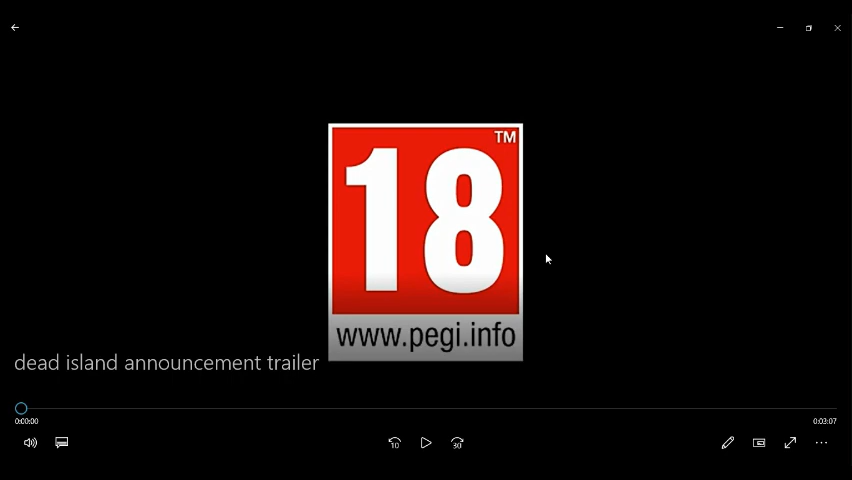 TM
18
www.pegi.info
dead island announcement trailer
0:00:00
0:03:07
10
30